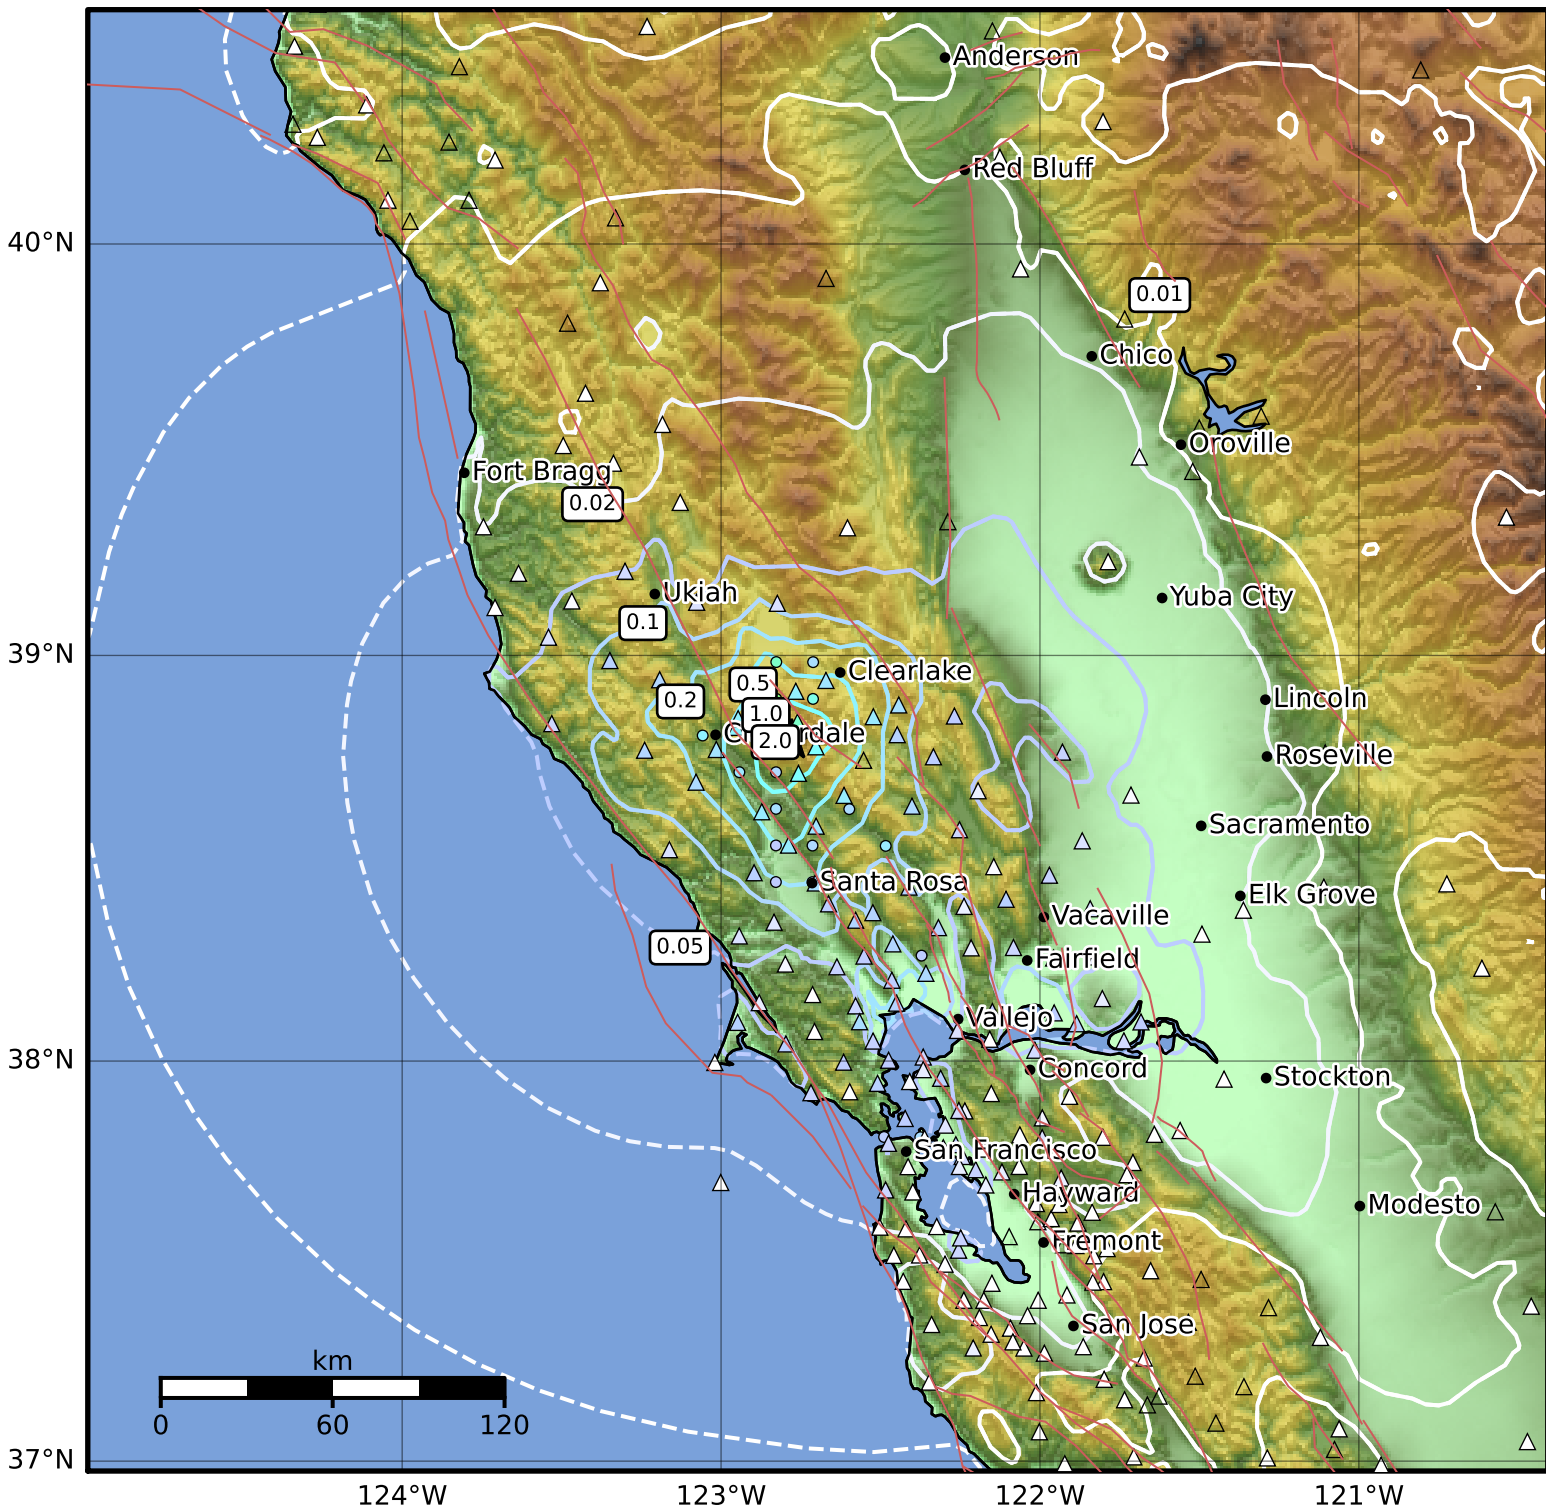 Anderson
Red Bluff
40°N
0.01
Chico
Oroville
Fort Bragg
0.02
Ukiah
Yuba City
0.1
39°N
Clearlake
0.5
0.2
Lincoln
1.0
2.0
Roseville
Sacramento
Santa Rosa
Elk Grove
Vacaville
0.05
Fairfield
Vallejo
38°N
Concord
Stockton
San Francisco
Hayward
Modesto
Fremont
San Jose
km
0 60 120
37°N
124°W 123°W 122°W 121°W